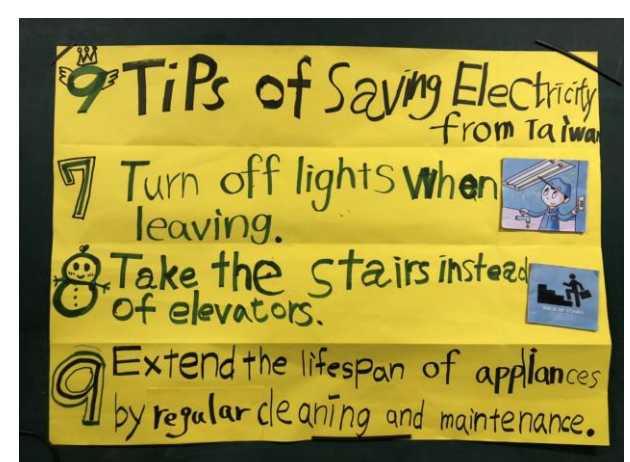 9 TiPs of Saving Electricity
from Taiwan
7 Turn off lights when
leaving.
8. Take the stairs instead
of elevators.
9 Extend the lifespan of appliances
by regular cleaning and maintenance.